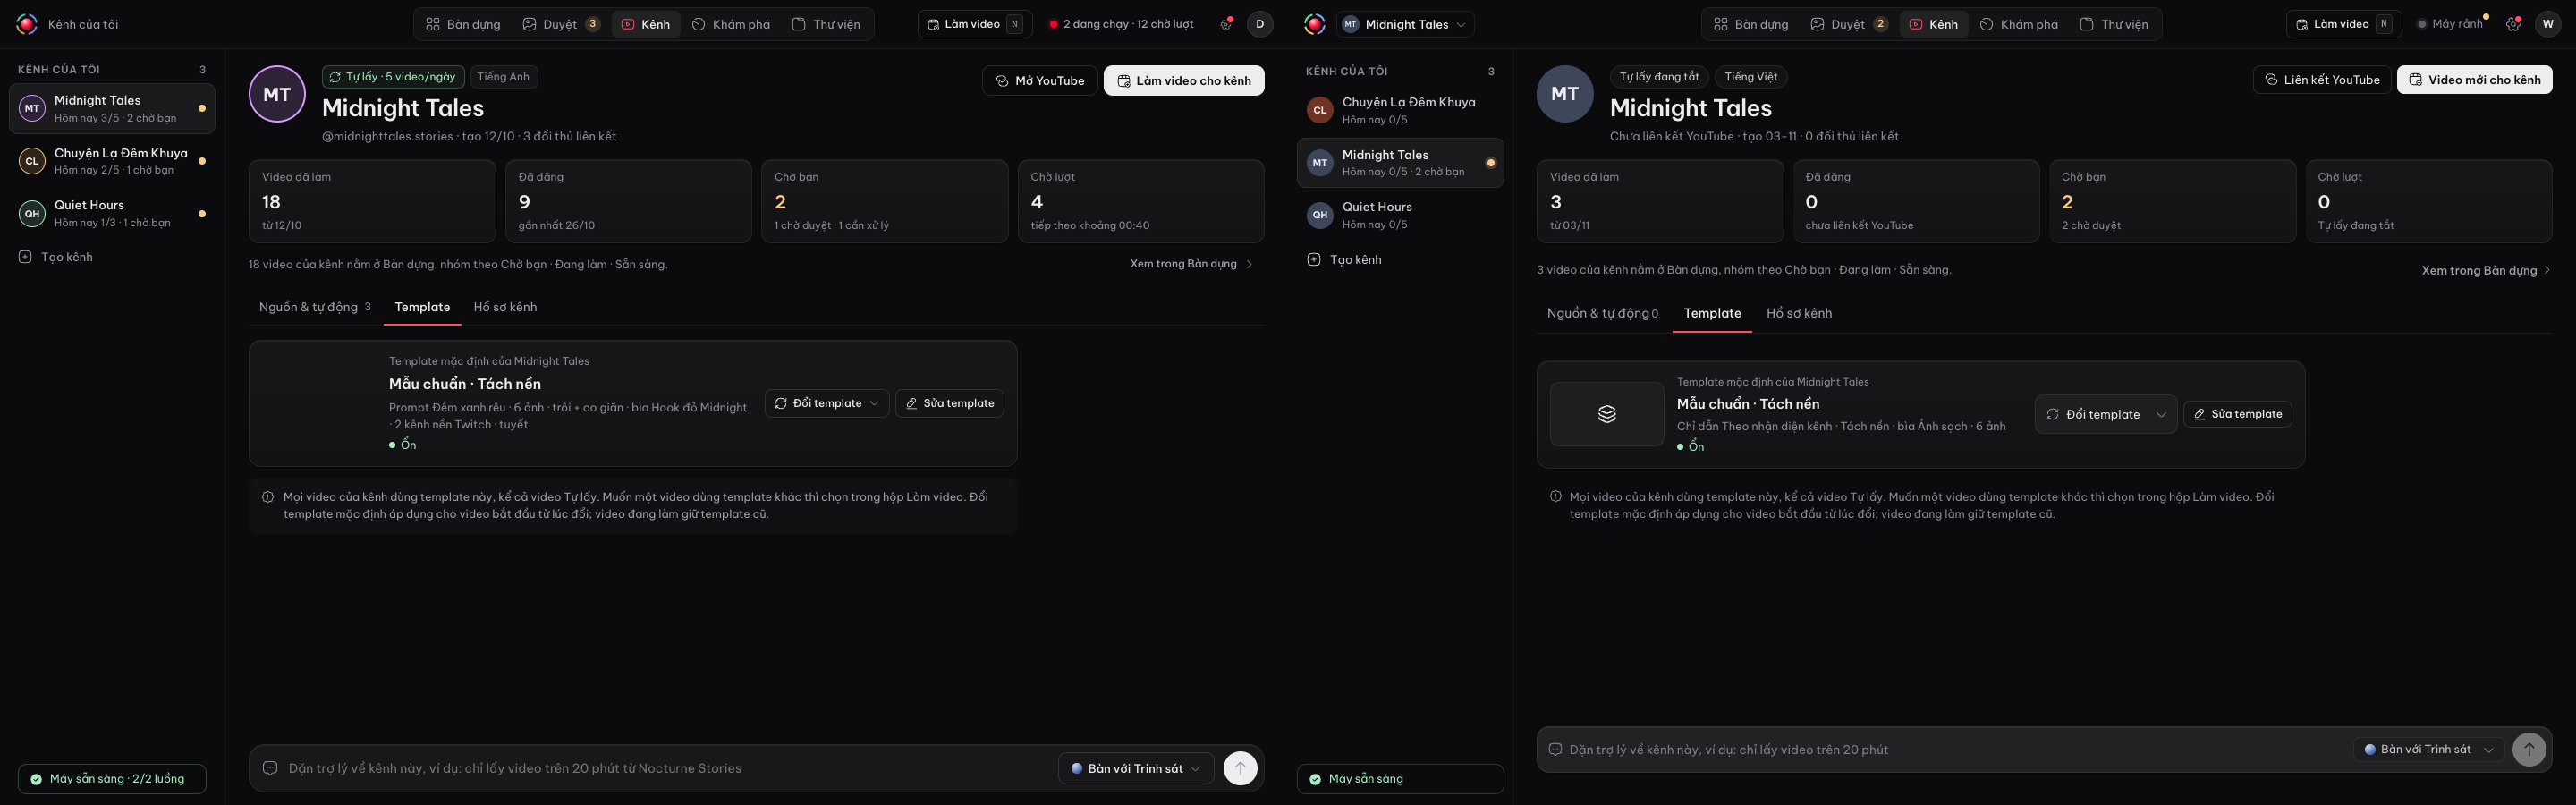 Kênh của tôi
Bàn dựng
Duyệt 3
Kênh
Khám phá
Thư viện
Làm video N
2 đang chạy · 12 chờ lượt
D
KÊNH CỦA TÔI 3
MT
Midnight Tales
Hôm nay 3/5 · 2 chờ bạn
CL
Chuyện Lạ Đêm Khuya
Hôm nay 2/5 · 1 chờ bạn
QH
Quiet Hours
Hôm nay 1/3 · 1 chờ bạn
Tạo kênh
Máy sẵn sàng · 2/2 luồng
MT
Tự lấy · 5 video/ngày
Tiếng Anh
Midnight Tales
@midnighttales.stories · tạo 12/10 · 3 đối thủ liên kết
Mở YouTube
Làm video cho kênh
Video đã làm
18
từ 12/10
Đã đăng
9
gần nhất 26/10
Chờ bạn
2
1 chờ duyệt · 1 cần xử lý
Chờ lượt
4
tiếp theo khoảng 00:40
18 video của kênh nằm ở Bàn dựng, nhóm theo Chờ bạn · Đang làm · Sẵn sàng.
Xem trong Bàn dựng
Nguồn & tự động 3
Template
Hồ sơ kênh
Template mặc định của Midnight Tales
Mẫu chuẩn · Tách nền
Prompt Đêm xanh rêu · 6 ảnh · trôi + co giãn · bìa Hook đỏ Midnight
· 2 kênh nền Twitch · tuyết
Ổn
Đổi template
Sửa template
Mọi video của kênh dùng template này, kể cả video Tự lấy. Muốn một video dùng template khác thì chọn trong hộp Làm video. Đổi
template mặc định áp dụng cho video bắt đầu từ lúc đổi; video đang làm giữ template cũ.
Dặn trợ lý về kênh này, ví dụ: chỉ lấy video trên 20 phút từ Nocturne Stories
Bàn với Trinh sát
MT Midnight Tales
Bàn dựng
Duyệt 2
Kênh
Khám phá
Thư viện
Làm video N
Máy rảnh
W
KÊNH CỦA TÔI 3
CL
Chuyện Lạ Đêm Khuya
Hôm nay 0/5
MT
Midnight Tales
Hôm nay 0/5 · 2 chờ bạn
QH
Quiet Hours
Hôm nay 0/5
Tạo kênh
Máy sẵn sàng
MT
Tự lấy đang tắt
Tiếng Việt
Midnight Tales
Chưa liên kết YouTube · tạo 03-11 · 0 đối thủ liên kết
Liên kết YouTube
Video mới cho kênh
Video đã làm
3
từ 03/11
Đã đăng
0
chưa liên kết YouTube
Chờ bạn
2
2 chờ duyệt
Chờ lượt
0
Tự lấy đang tắt
3 video của kênh nằm ở Bàn dựng, nhóm theo Chờ bạn · Đang làm · Sẵn sàng.
Xem trong Bàn dựng
Nguồn & tự động 0
Template
Hồ sơ kênh
Template mặc định của Midnight Tales
Mẫu chuẩn · Tách nền
Chỉ dẫn Theo nhận diện kênh · Tách nền · bìa Ảnh sạch · 6 ảnh
Ổn
Đổi template
Sửa template
Mọi video của kênh dùng template này, kể cả video Tự lấy. Muốn một video dùng template khác thì chọn trong hộp Làm video. Đổi
template mặc định áp dụng cho video bắt đầu từ lúc đổi; video đang làm giữ template cũ.
Dặn trợ lý về kênh này, ví dụ: chỉ lấy video trên 20 phút
Bàn với Trinh sát